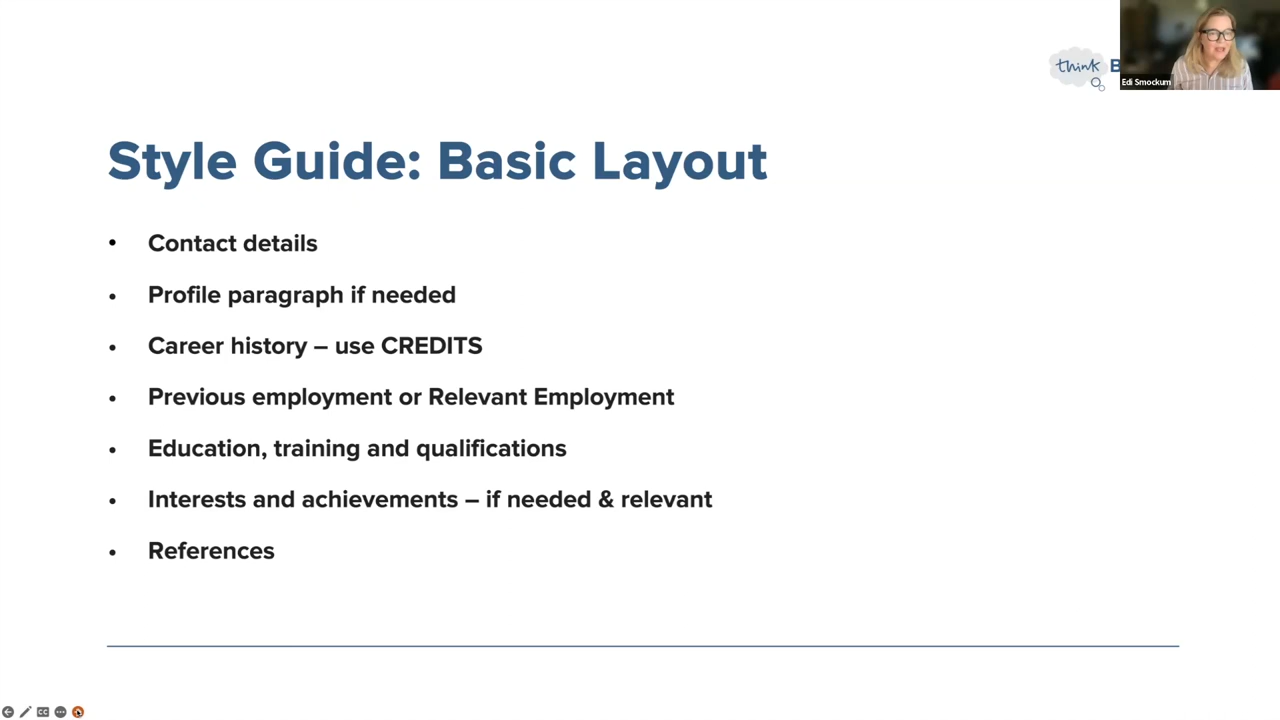 think B
Edi Smockum
Style Guide: Basic Layout
• Contact details
• Profile paragraph if needed
• Career history – use CREDITS
• Previous employment or Relevant Employment
• Education, training and qualifications
• Interests and achievements – if needed & relevant
• References
CC